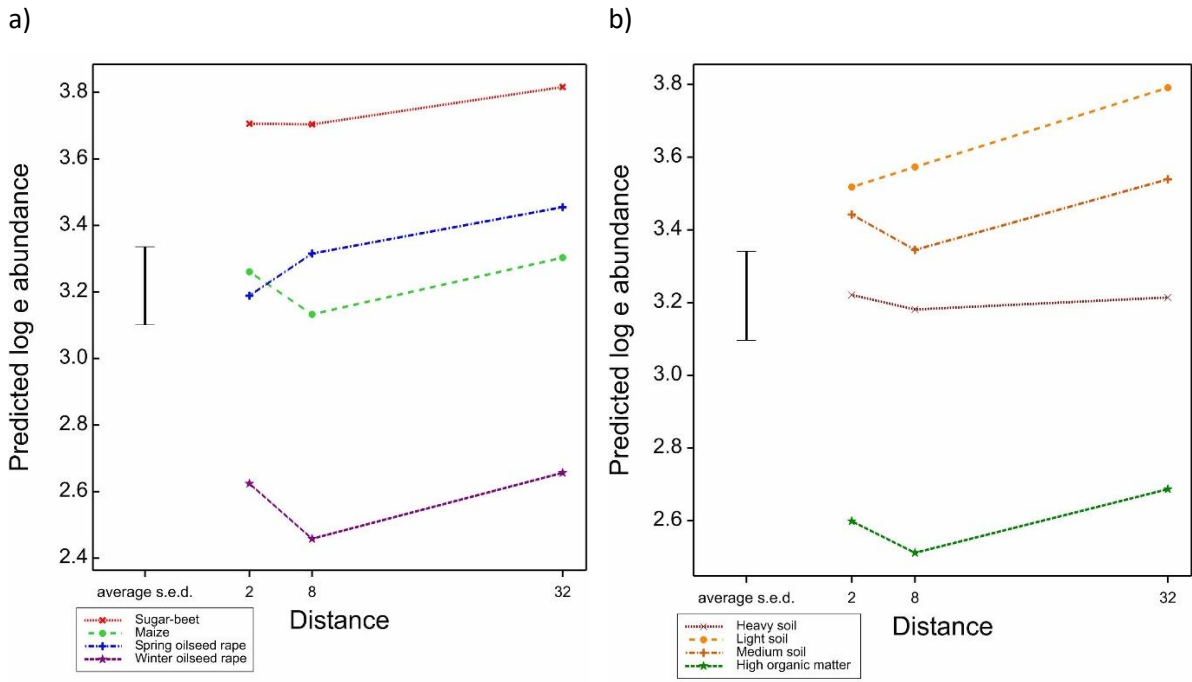 a)
Predicted log e abundance
3.8
3.6
3.4
3.2
3.0
2.8
2.6
2.4
average s.e.d.
2
8
32
Distance
Sugar-beet
Maize
Spring oilseed rape
Winter oilseed rape
b)
Predicted log e abundance
3.8
3.6
3.4
3.2
3.0
2.8
2.6
average s.e.d.
2
8
32
Distance
Heavy soil
Light soil
Medium soil
High organic matter